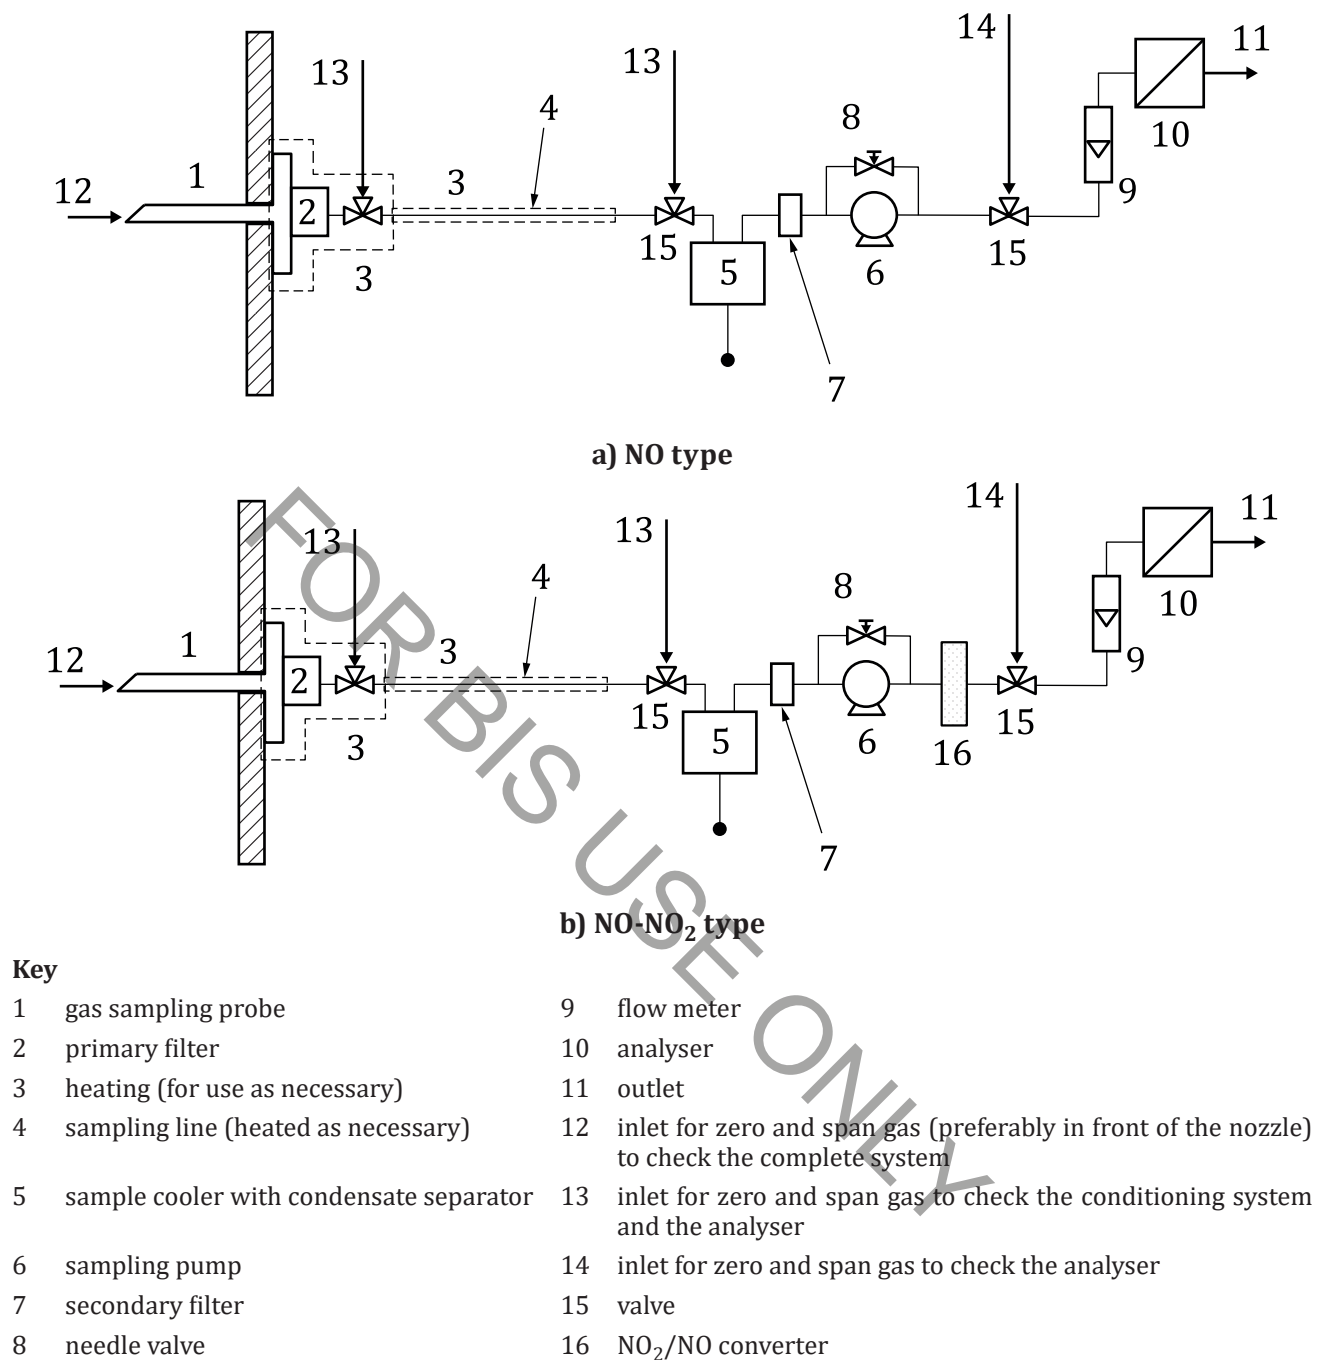 14
11
13
13
4
8
10
3
1
9
12
2
15
15
5
6
3
7
a) NO type
14
11
13
13
4
8
10
1
3
9
12
2
15
15
5
6
16
3
7
b) NO-NO₂ type
FOR BIS USE ONLY
Key
1 gas sampling probe
9 flow meter
2 primary filter
10 analyser
3 heating (for use as necessary)
11 outlet
4 sampling line (heated as necessary)
12 inlet for zero and span gas (preferably in front of the nozzle)
to check the complete system
5 sample cooler with condensate separator
13 inlet for zero and span gas to check the conditioning system
and the analyser
6 sampling pump
14 inlet for zero and span gas to check the analyser
7 secondary filter
15 valve
8 needle valve
16 NO₂/NO converter